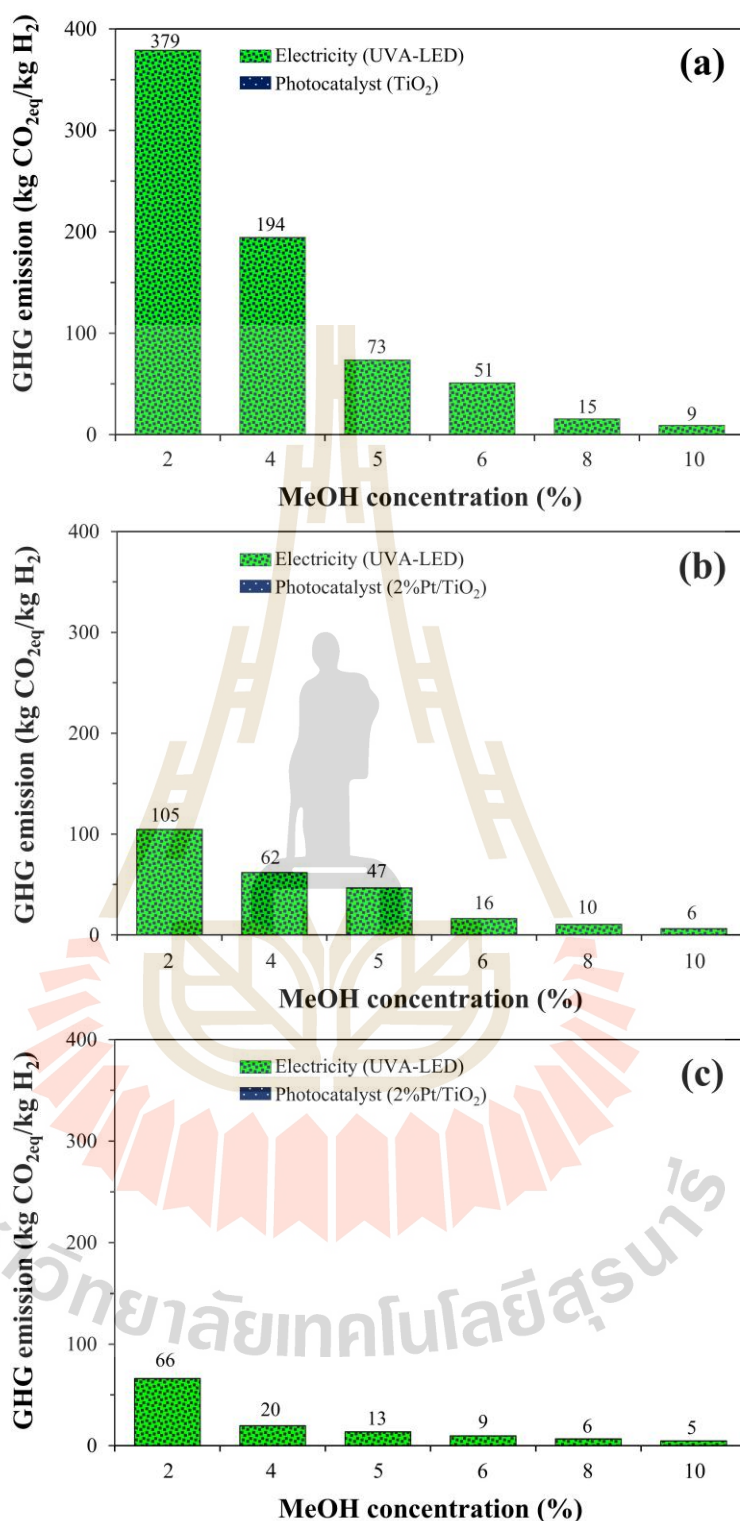 (a)
Electricity (UVA-LED)
Photocatalyst (TiO₂)
GHG emission (kg CO₂eq/kg H₂)
400
300
200
100
0
379
194
73
51
15
9
2 4 5 6 8 10
MeOH concentration (%)
(b)
Electricity (UVA-LED)
Photocatalyst (2%Pt/TiO₂)
GHG emission (kg CO₂eq/kg H₂)
400
300
200
100
0
105
62
47
16
10
6
2 4 5 6 8 10
MeOH concentration (%)
(c)
Electricity (UVA-LED)
Photocatalyst (2%Pt/TiO₂)
GHG emission (kg CO₂eq/kg H₂)
400
300
200
100
0
66
20
13
9
6
5
2 4 5 6 8 10
MeOH concentration (%)
วิทยาลัยเทคโนโลยีสุรนารี